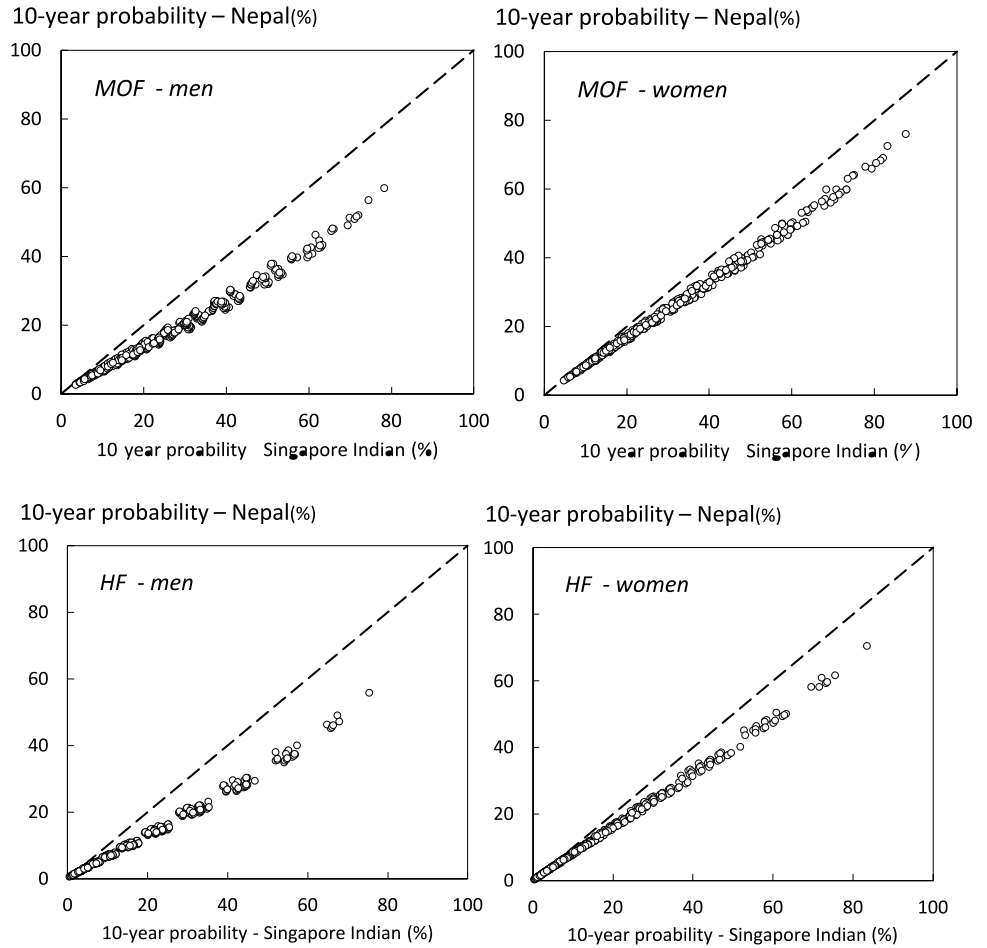 10-year probability – Nepal(%)
100
80
60
40
20
0
MOF - men
0 20 40 60 80 100
10 year proability Singapore Indian (%)
10-year probability – Nepal(%)
100
80
60
40
20
0
MOF - women
0 20 40 60 80 100
10 year proability Singapore Indian (%)
10-year probability – Nepal(%)
100
80
60
40
20
0
HF - men
0 20 40 60 80 100
10-year proability - Singapore Indian (%)
10-year probability – Nepal(%)
100
80
60
40
20
0
HF - women
0 20 40 60 80 100
10-year proability - Singapore Indian (%)